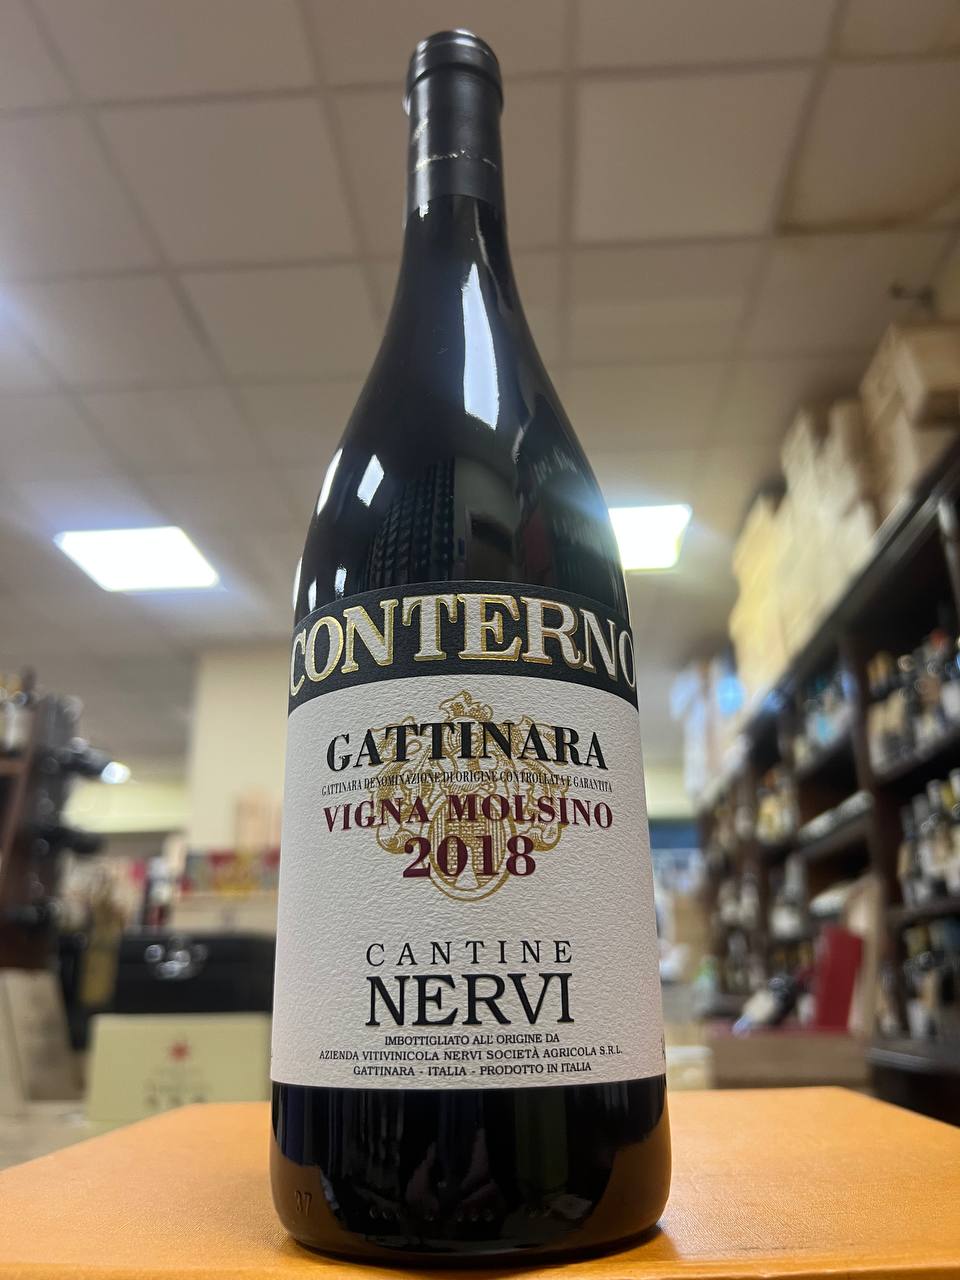 CONTERNO
GATTINARA
GATTINARA DENOMINAZIONE DI ORIGINE CONTROLLATA E GARANTITA
VIGNA MOLSINO
2018
CANTINE
NERVI
IMBOTTIGLIATO ALL' ORIGINE DA
AZIENDA VITIVINICOLA NERVI SOCIETÀ AGRICOLA S.R.L.
GATTINARA - ITALIA - PRODOTTO IN ITALIA